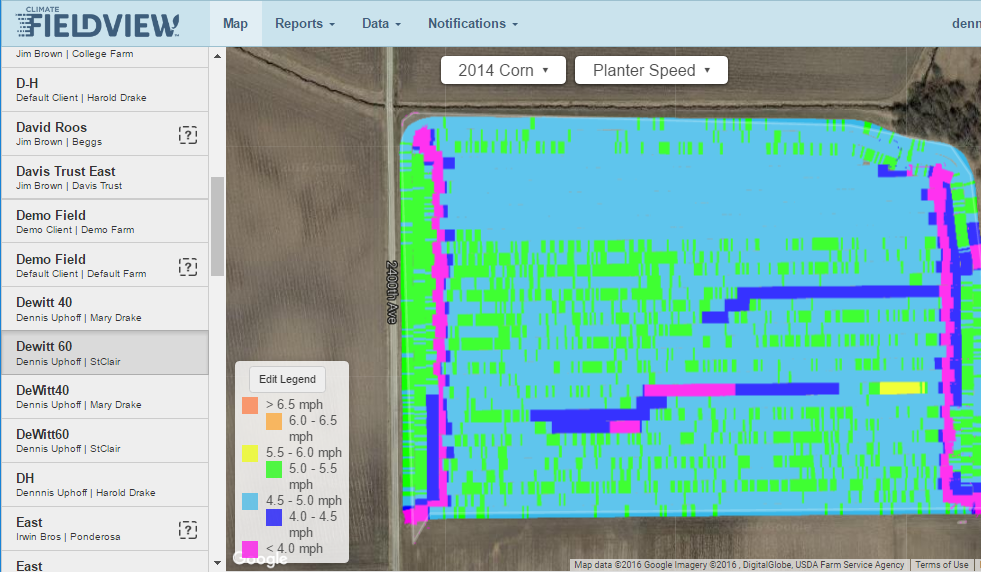 CLIMATE
FIELDVIEW
Map
Reports
Data
Notifications
denn
Jim Brown | College Farm
D-H
Default Client | Harold Drake
David Roos
Jim Brown | Beggs
Davis Trust East
Jim Brown | Davis Trust
Demo Field
Demo Client | Demo Farm
Demo Field
Default Client | Default Farm
Dewitt 40
Dennis Uphoff | Mary Drake
Dewitt 60
Dennis Uphoff | StClair
DeWitt40
Dennis Uphoff | Mary Drake
DeWitt60
Dennis Uphoff | StClair
DH
Dennnis Uphoff | Harold Drake
East
Irwin Bros | Ponderosa
East
2014 Corn
Planter Speed
2400th Ave
Edit Legend
> 6.5 mph
6.0 - 6.5
mph
5.5 - 6.0 mph
5.0 - 5.5
mph
4.5 - 5.0 mph
4.0 - 4.5
mph
< 4.0 mph
Google
Map data ©2016 Google Imagery ©2016 , DigitalGlobe, USDA Farm Service Agency
Terms of Use